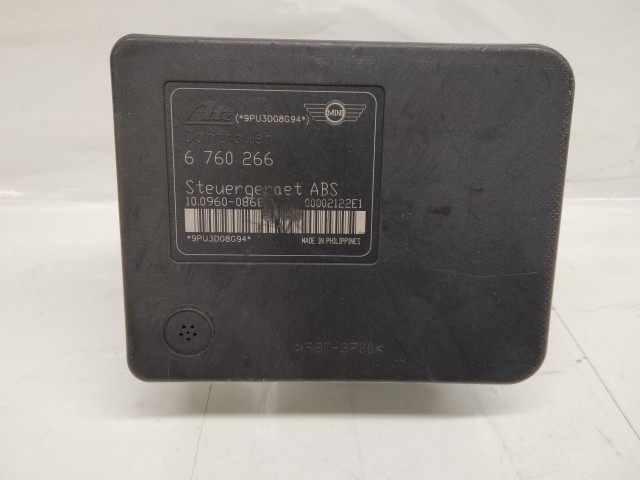 Ate (*9PU3D08G94*) MINI
Controller
6 760 266
Steuergeraet ABS
10.0960-086 00002122E1
*9PU3D08G94* MADE IN PHILIPPINES